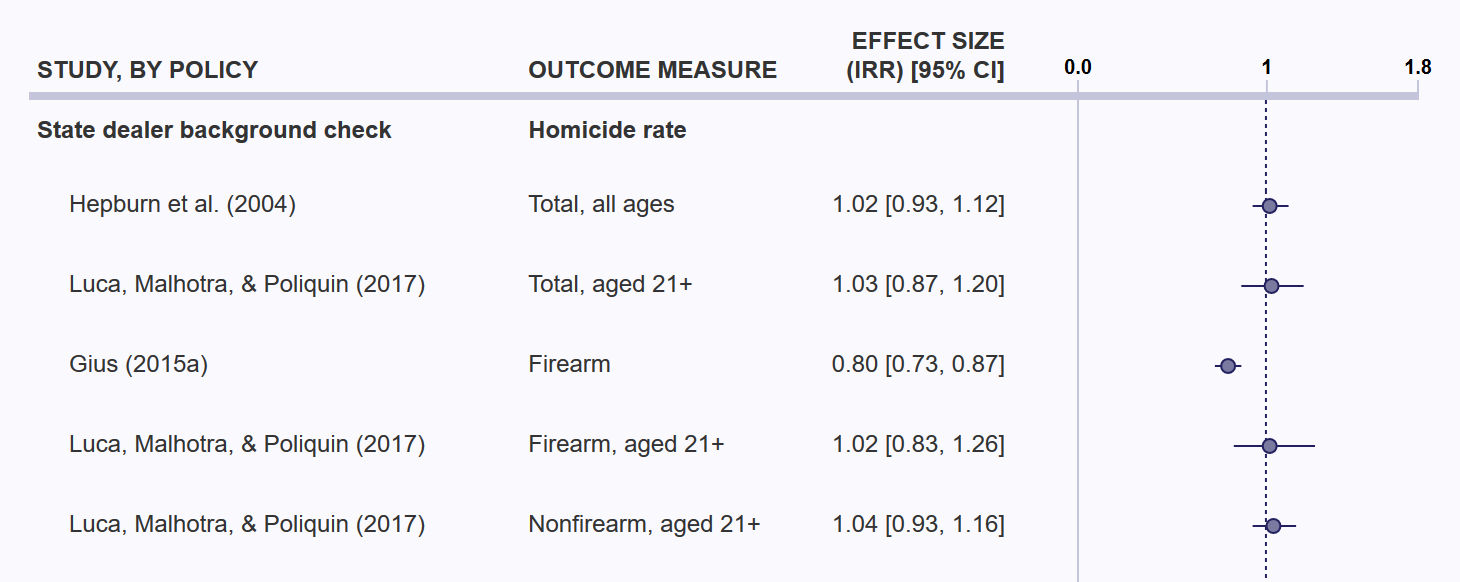 EFFECT SIZE
STUDY, BY POLICY OUTCOME MEASURE (IRR) [95% CI] 0.0 1 1.8
State dealer background check Homicide rate
Hepburn et al. (2004) Total, all ages 1.02 [0.93, 1.12]
Luca, Malhotra, & Poliquin (2017) Total, aged 21+ 1.03 [0.87, 1.20]
Gius (2015a) Firearm 0.80 [0.73, 0.87]
Luca, Malhotra, & Poliquin (2017) Firearm, aged 21+ 1.02 [0.83, 1.26]
Luca, Malhotra, & Poliquin (2017) Nonfirearm, aged 21+ 1.04 [0.93, 1.16]